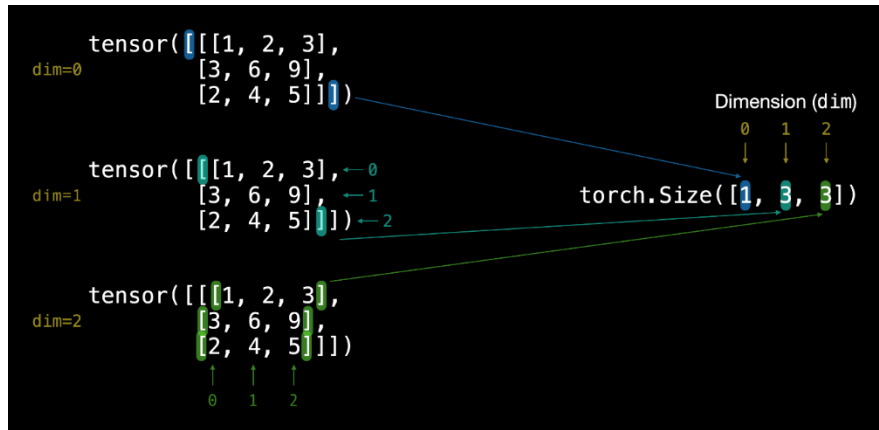 tensor([[[1, 2, 3],
dim=0
[3, 6, 9],
[2, 4, 5]]])
Dimension (dim)
0 1 2
tensor([[[1, 2, 3], 0
dim=1
[3, 6, 9], 1
[2, 4, 5]]]) 2
torch.Size([1, 3, 3])
tensor([[[1, 2, 3],
dim=2
[3, 6, 9],
[2, 4, 5]]])
0 1 2